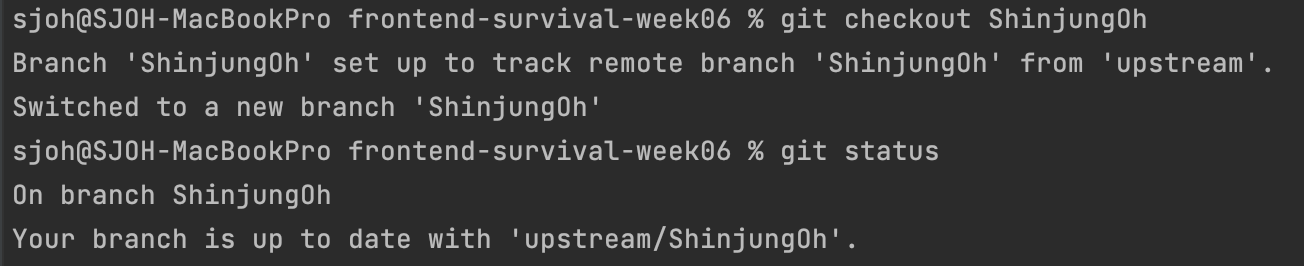 sjoh@SJOH-MacBookPro frontend-survival-week06 % git checkout ShinjungOh
Branch 'ShinjungOh' set up to track remote branch 'ShinjungOh' from 'upstream'.
Switched to a new branch 'ShinjungOh'
sjoh@SJOH-MacBookPro frontend-survival-week06 % git status
On branch ShinjungOh
Your branch is up to date with 'upstream/ShinjungOh'.